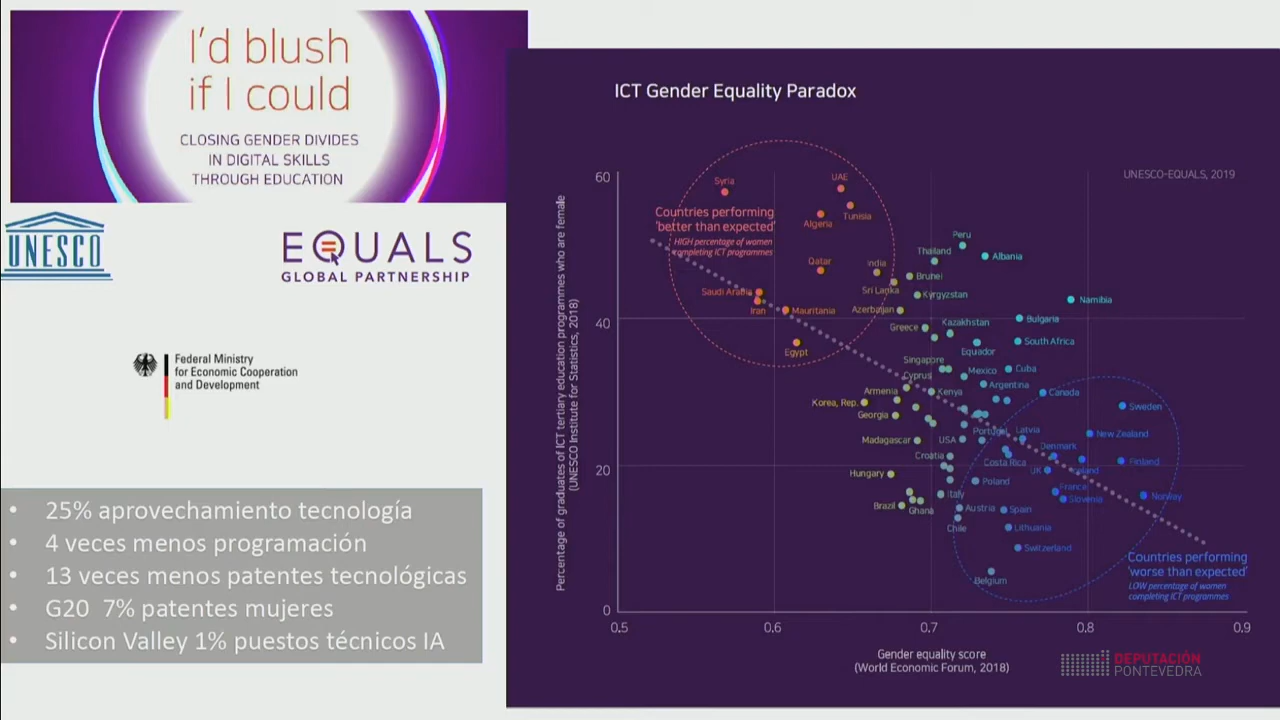 I'd blush
if I could
CLOSING GENDER DIVIDES
IN DIGITAL SKILLS
THROUGH EDUCATION
UNESCO
EQUALS
GLOBAL PARTNERSHIP
Federal Ministry
for Economic Cooperation
and Development
• 25% aprovechamiento tecnología
• 4 veces menos programación
• 13 veces menos patentes tecnológicas
• G20 7% patentes mujeres
• Silicon Valley 1% puestos técnicos IA
ICT Gender Equality Paradox
UNESCO-EQUALS, 2019
Percentage of graduates of ICT tertiary education programmes who are female
(UNESCO Institute for Statistics, 2018)
60
40
20
0
Countries performing
'better than expected'
HIGH percentage of women
completing ICT programmes
Syria
UAE
Tunisia
Algeria
Qatar
India
Saudi Arabia
Iran
Mauritania
Egypt
Sri Lanka
Azerbaijan
Peru
Thailand
Albania
Bruhei
Kyrgyzstan
Namibia
Greece
Kazakhstan
Bulgaria
Equador
South Africa
Singapore
Cyprus
Mexico
Cuba
Armenia
Kenya
Argentina
Canada
Korea, Rep.
Georgia
Sweden
Madagascar
USA
Portugal
Latvia
New Zealand
Denmark
Croatia
Costa Rica
UK
Finland
Hungary
Poland
France
Slovenia
Norway
Brazil
Ghana
Italy
Austria
Spain
Chile
Lithuania
Switzerland
Belgium
Countries performing
'worse than expected'
LOW percentage of women
completing ICT programmes
0.5
0.6
0.7
0.8
0.9
Gender equality score
(World Economic Forum, 2018)
DEPUTACIÓN
PONTEVEDRA